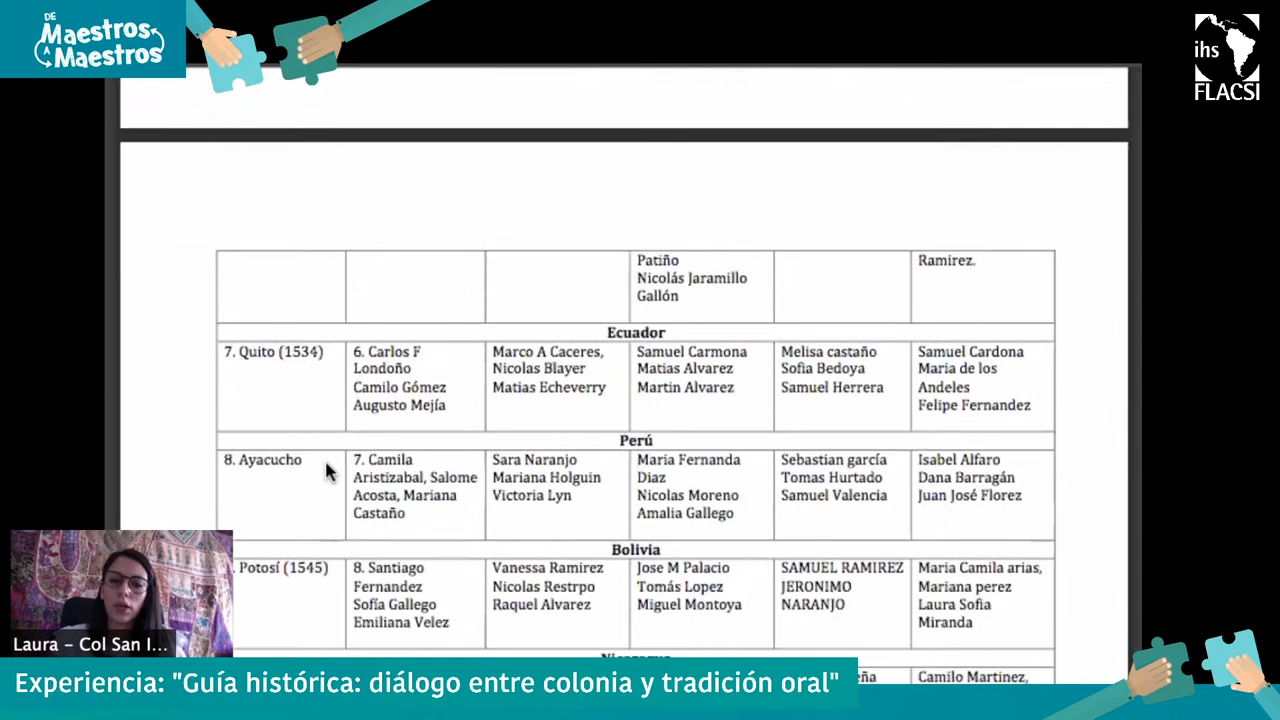 DE
Maestros
A
Maestros
ihs
FLACSI
Patiño
Nicolás Jaramillo
Gallón
Ramirez.
Ecuador
7. Quito (1534)
6. Carlos F
Londoño
Camilo Gómez
Augusto Mejía
Marco A Caceres,
Nicolas Blayer
Matias Echeverry
Samuel Carmona
Matias Alvarez
Martin Alvarez
Melisa castaño
Sofia Bedoya
Samuel Herrera
Samuel Cardona
Maria de los
Andeles
Felipe Fernandez
Perú
8. Ayacucho
7. Camila
Aristizabal, Salome
Acosta, Mariana
Castaño
Sara Naranjo
Mariana Holguin
Victoria Lyn
Maria Fernanda
Diaz
Nicolas Moreno
Amalia Gallego
Sebastian garcía
Tomas Hurtado
Samuel Valencia
Isabel Alfaro
Dana Barragán
Juan José Florez
Bolivia
. Potosí (1545)
8. Santiago
Fernandez
Sofía Gallego
Emiliana Velez
Vanessa Ramirez
Nicolas Restrpo
Raquel Alvarez
Jose M Palacio
Tomás Lopez
Miguel Montoya
SAMUEL RAMIREZ
JERONIMO
NARANJO
Maria Camila arias,
Mariana perez
Laura Sofia
Miranda
Camilo Martinez,
Laura – Col San I...
Experiencia: "Guía histórica: diálogo entre colonia y tradición oral"